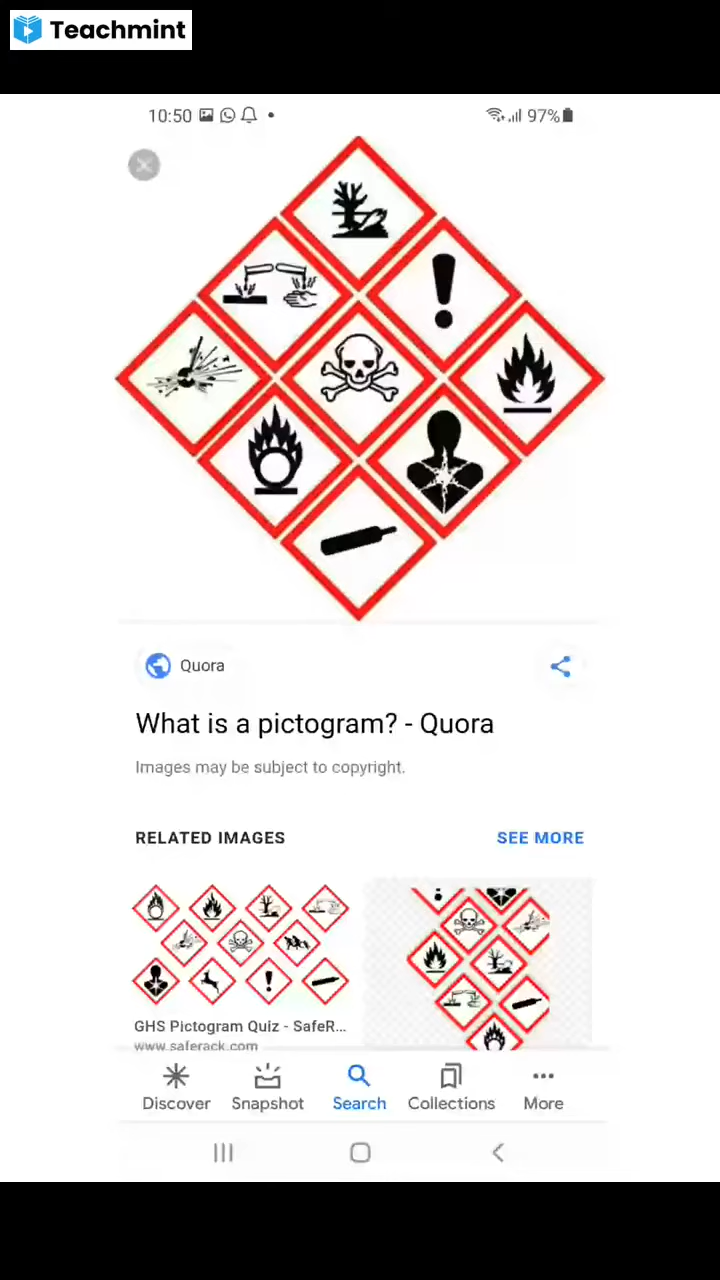 Teachmint
10:50
97%
Quora
What is a pictogram? - Quora
Images may be subject to copyright.
RELATED IMAGES
SEE MORE
GHS Pictogram Quiz - SafeR...
www.saferack.com
Discover
Snapshot
Search
Collections
More